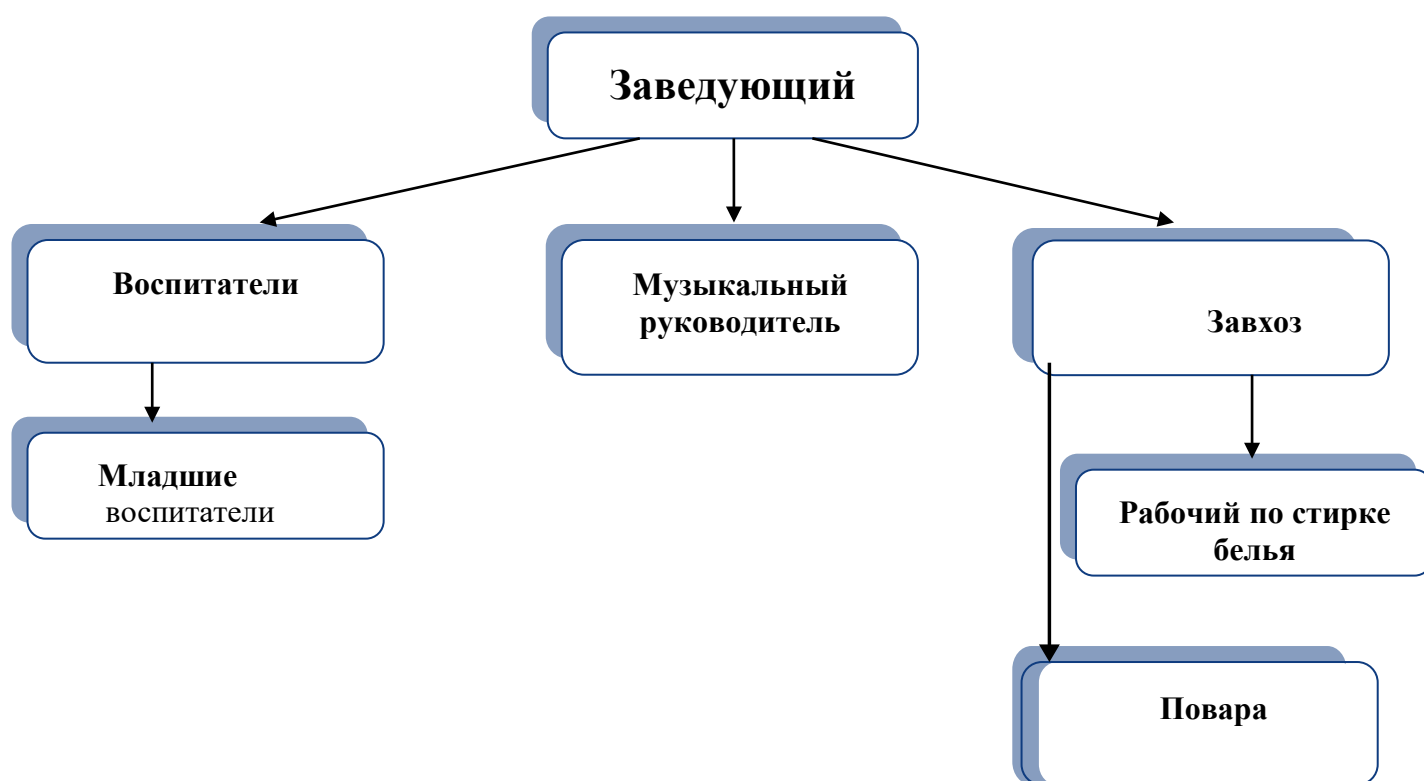 Заведующий
Воспитатели
Музыкальный
руководитель
Завхоз
Младшие
воспитатели
Рабочий по стирке
белья
Повара